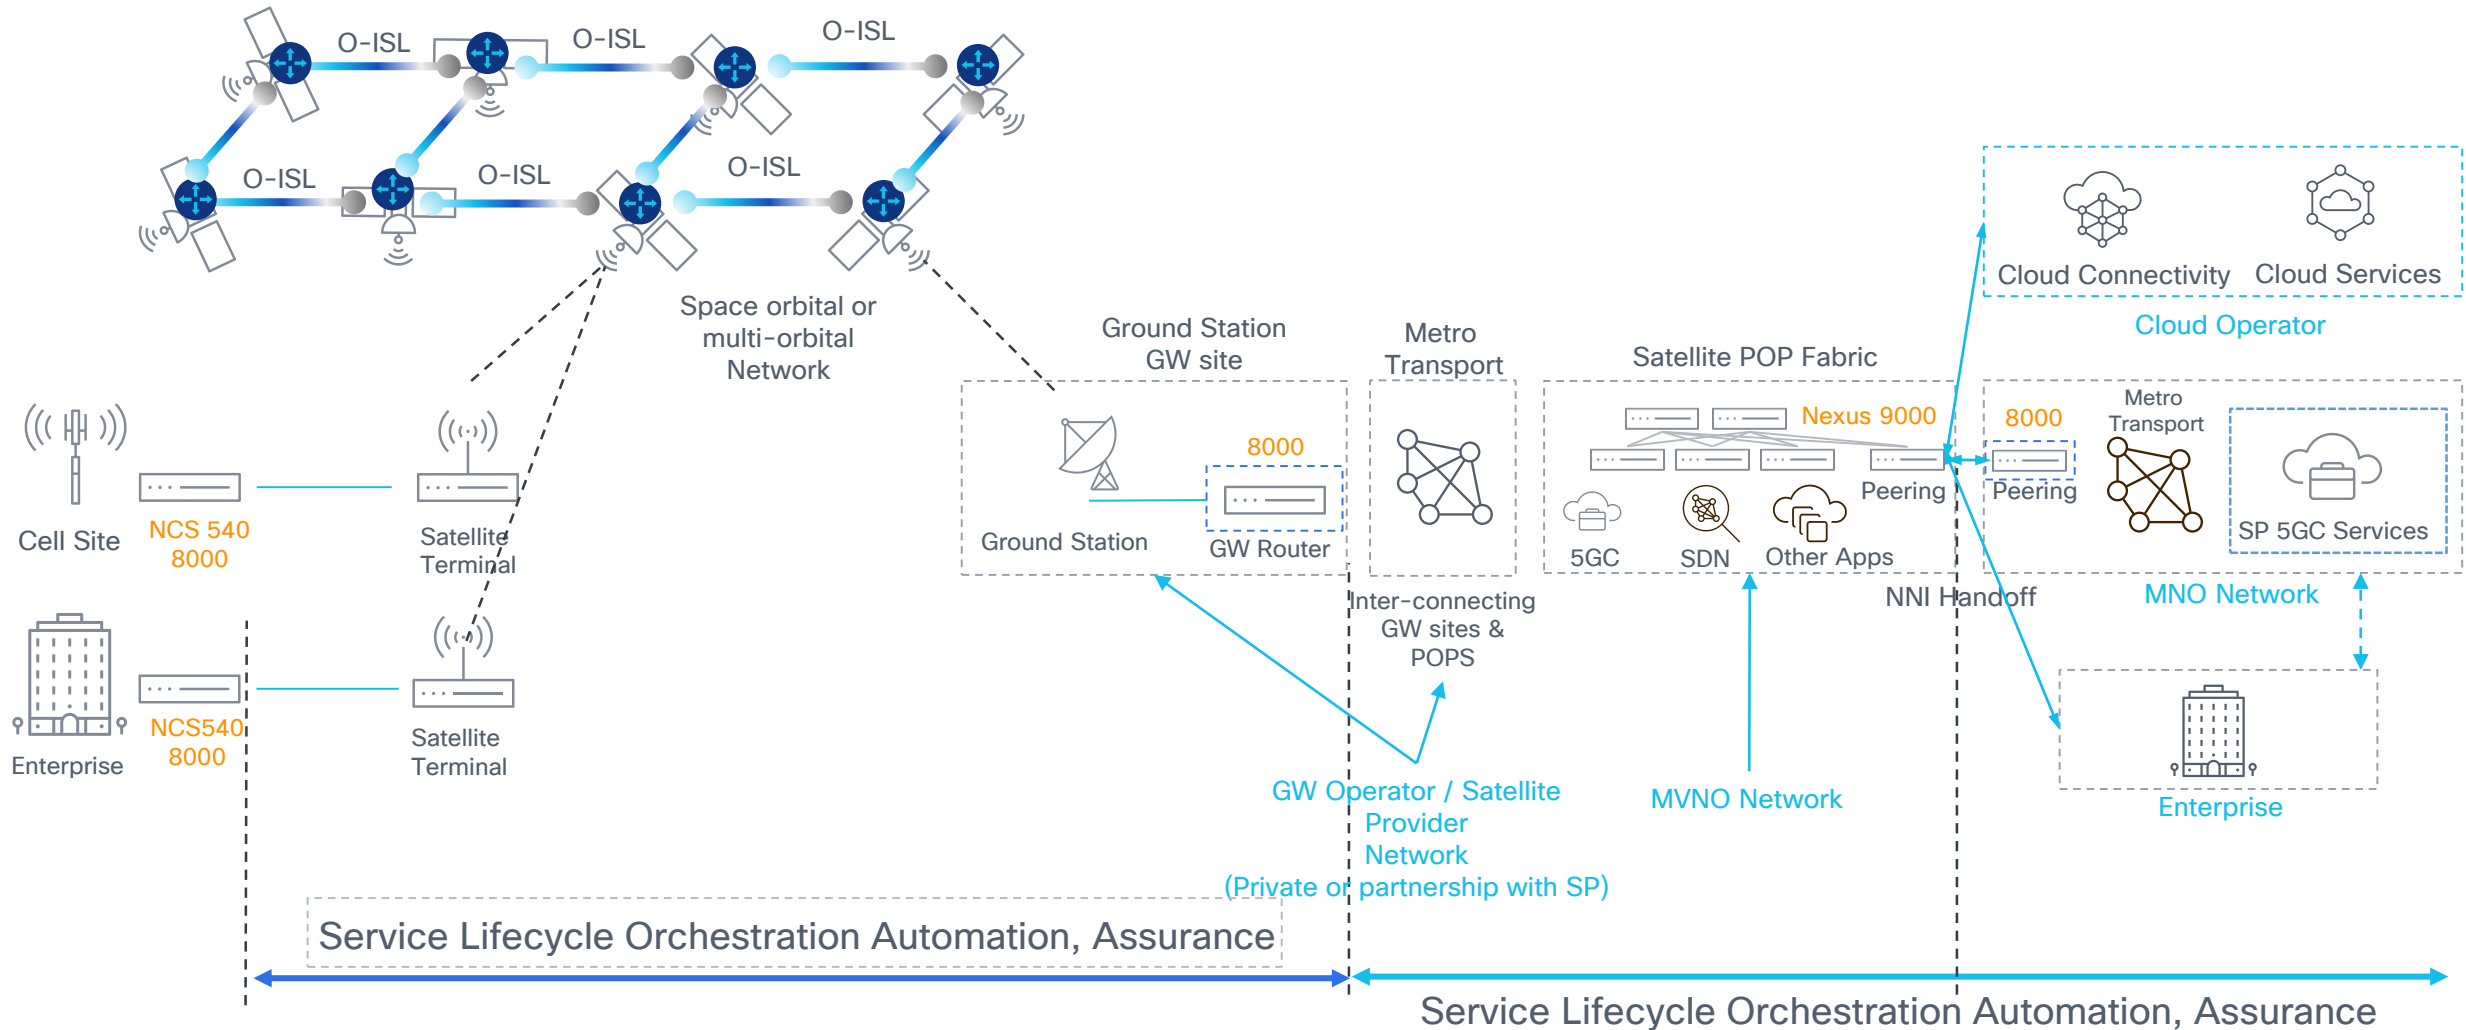 O-ISL
O-ISL
O-ISL
O-ISL
O-ISL
O-ISL
Space orbital or
multi-orbital
Network
Cell Site
NCS 540
8000
Satellite
Terminal
Enterprise
NCS540
8000
Satellite
Terminal
Ground Station
GW site
8000
Ground Station
GW Router
Metro
Transport
Inter-connecting
GW sites &
POPS
Satellite POP Fabric
Nexus 9000
Peering
5GC
SDN
Other Apps
NNI Handoff
Cloud Connectivity
Cloud Services
Cloud Operator
8000
Peering
Metro
Transport
SP 5GC Services
MNO Network
Enterprise
GW Operator / Satellite
Provider
Network
(Private or partnership with SP)
MVNO Network
Service Lifecycle Orchestration Automation, Assurance
Service Lifecycle Orchestration Automation, Assurance